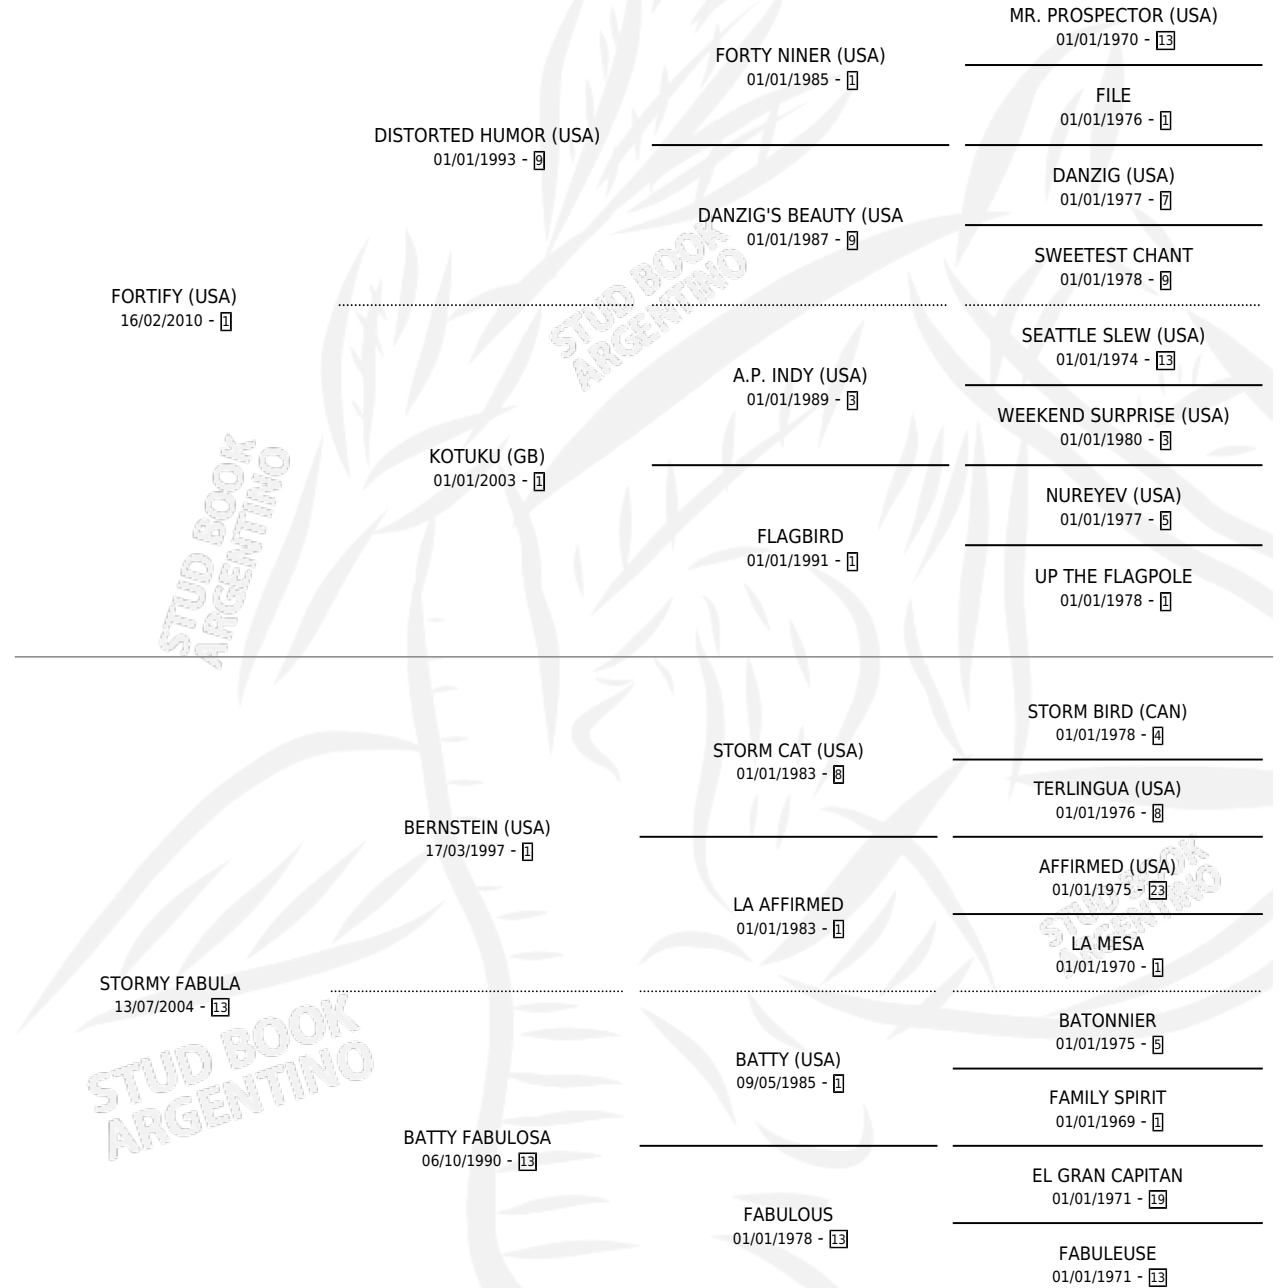 MR. PROSPECTOR (USA)
01/01/1970 - 13
FORTY NINER (USA)
01/01/1985 - 1
FILE
01/01/1976 - 1
DISTORTED HUMOR (USA)
01/01/1993 - 9
DANZIG (USA)
01/01/1977 - 7
DANZIG'S BEAUTY (USA
01/01/1987 - 9
SWEETEST CHANT
01/01/1978 - 9
FORTIFY (USA)
16/02/2010 - 1
STUD BOOK
ARGENTINO
SEATTLE SLEW (USA)
01/01/1974 - 13
A.P. INDY (USA)
01/01/1989 - 3
WEEKEND SURPRISE (USA)
01/01/1980 - 3
KOTUKU (GB)
01/01/2003 - 1
NUREYEV (USA)
01/01/1977 - 5
FLAGBIRD
01/01/1991 - 1
UP THE FLAGPOLE
01/01/1978 - 1
STUD BOOK
ARGENTINO
STORM BIRD (CAN)
01/01/1978 - 4
STORM CAT (USA)
01/01/1983 - 8
TERLINGUA (USA)
01/01/1976 - 8
BERNSTEIN (USA)
17/03/1997 - 1
AFFIRMED (USA)
01/01/1975 - 23
LA AFFIRMED
01/01/1983 - 1
STUD BOOK
ARGENTINO
LA MESA
01/01/1970 - 1
STORMY FABULA
13/07/2004 - 13
STUD BOOK
ARGENTINO
BATONNIER
01/01/1975 - 5
BATTY (USA)
09/05/1985 - 1
FAMILY SPIRIT
01/01/1969 - 1
BATTY FABULOSA
06/10/1990 - 13
EL GRAN CAPITAN
01/01/1971 - 19
FABULOUS
01/01/1978 - 13
FABULEUSE
01/01/1971 - 13